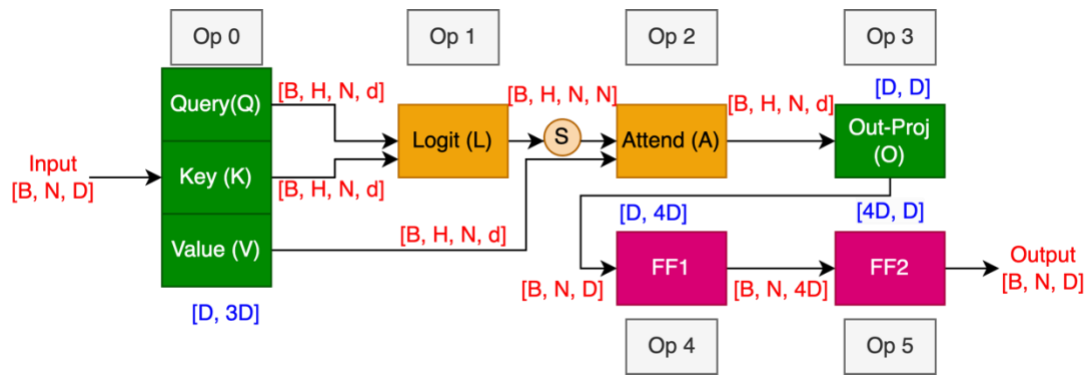 Op 0
Op 1
Op 2
Op 3
[D, D]
Query(Q)
[B, H, N, d]
[B, H, N, N]
[B, H, N, d]
Logit (L)
S
Attend (A)
Out-Proj
(O)
Input
[B, N, D]
Key (K)
[B, H, N, d]
Value (V)
[B, H, N, d]
[D, 3D]
[D, 4D]
[4D, D]
FF1
FF2
[B, N, D]
[B, N, 4D]
Output
[B, N, D]
Op 4
Op 5